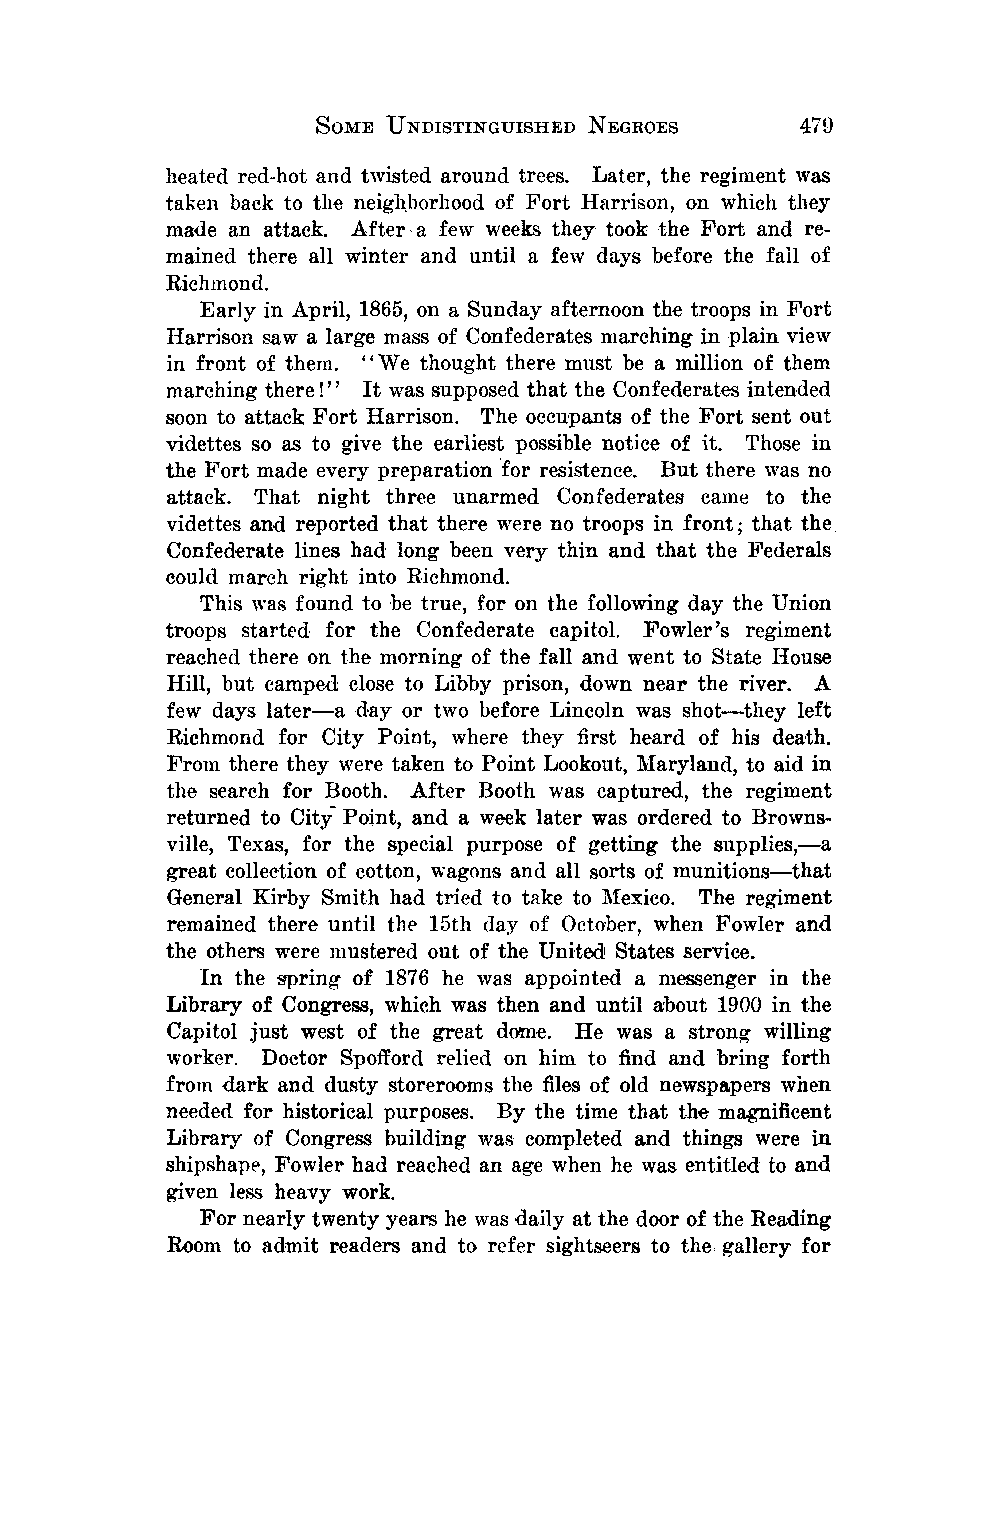 Some Undistinguished Negroes 479
heated red-hot and twisted around trees. Later, the regiment was
taken back to the neighborhood of Fort Harrison, on which they
made an attack. After a few weeks they took the Fort and re-
mained there all winter and until a few days before the fall of
Richmond.
Early in April, 1865, on a Sunday afternoon the troops in Fort
Harrison saw a large mass of Confederates marching in plain view
in front of them. "We thought there must be a million of them
marching there!" It was supposed that the Confederates intended
soon to attack Fort Harrison. The occupants of the Fort sent out
videttes so as to give the earliest possible notice of it. Those in
the Fort made every preparation for resistence. But there was no
attack. That night three unarmed Confederates came to the
videttes and reported that there were no troops in front; that the
Confederate lines had long been very thin and that the Federals
could march right into Richmond.
This was found to be true, for on the following day the Union
troops started for the Confederate capitol. Fowler's regiment
reached there on the morning of the fall and went to State House
Hill, but camped close to Libby prison, down near the river. A
few days later—a day or two before Lincoln was shot—they left
Richmond for City Point, where they first heard of his death.
From there they were taken to Point Lookout, Maryland, to aid in
the search for Booth. After Booth was captured, the regiment
returned to City Point, and a week later was ordered to Browns-
ville, Texas, for the special purpose of getting the supplies,—a
great collection of cotton, wagons and all sorts of munitions—that
General Kirby Smith had tried to take to Mexico. The regiment
remained there until the 15th day of October, when Fowler and
the others were mustered out of the United States service.
In the spring of 1876 he was appointed a messenger in the
Library of Congress, which was then and until about 1900 in the
Capitol just west of the great dome. He was a strong willing
worker. Doctor Spofford relied on him to find and bring forth
from dark and dusty storerooms the files of old newspapers when
needed for historical purposes. By the time that the magnificent
Library of Congress building was completed and things were in
shipshape, Fowler had reached an age when he was entitled to and
given less heavy work.
For nearly twenty years he was daily at the door of the Reading
Room to admit readers and to refer sightseers to the gallery for